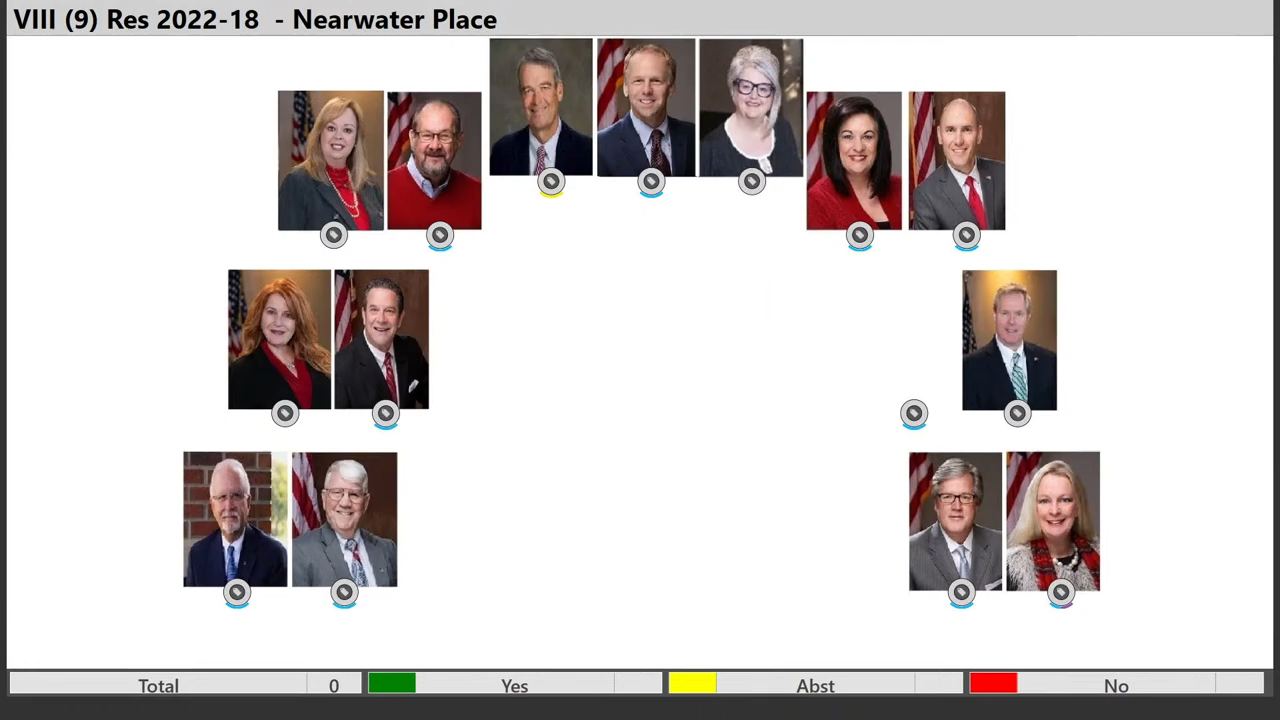 VIII (9) Res 2022-18 - Nearwater Place
Total 0 Yes Abst No